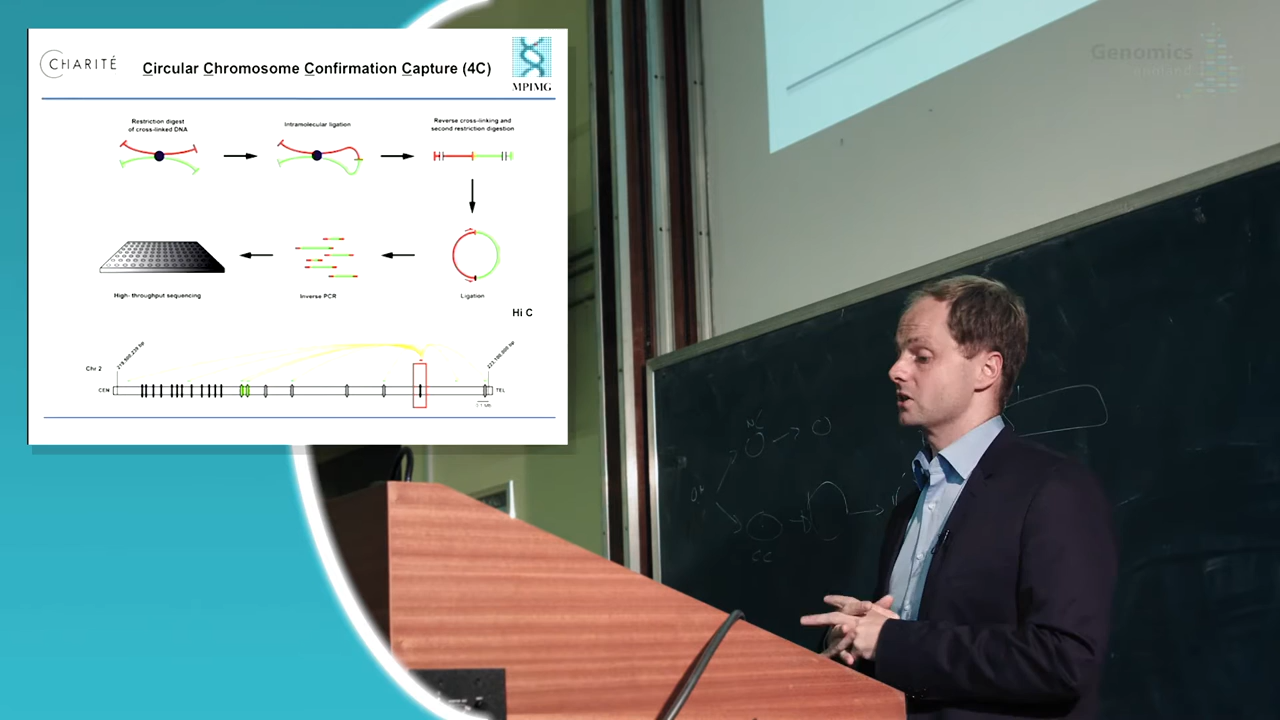 CHARITÉ
Circular Chromosome Confirmation Capture (4C)
MPIMG
Restriction digest
of cross-linked DNA
Intramolecular ligation
Reverse cross-linking and
second restriction digestion
High- throughput sequencing
Inverse PCR
Ligation
Hi C
Chr 2
CEN
TEL
Genomics
CC